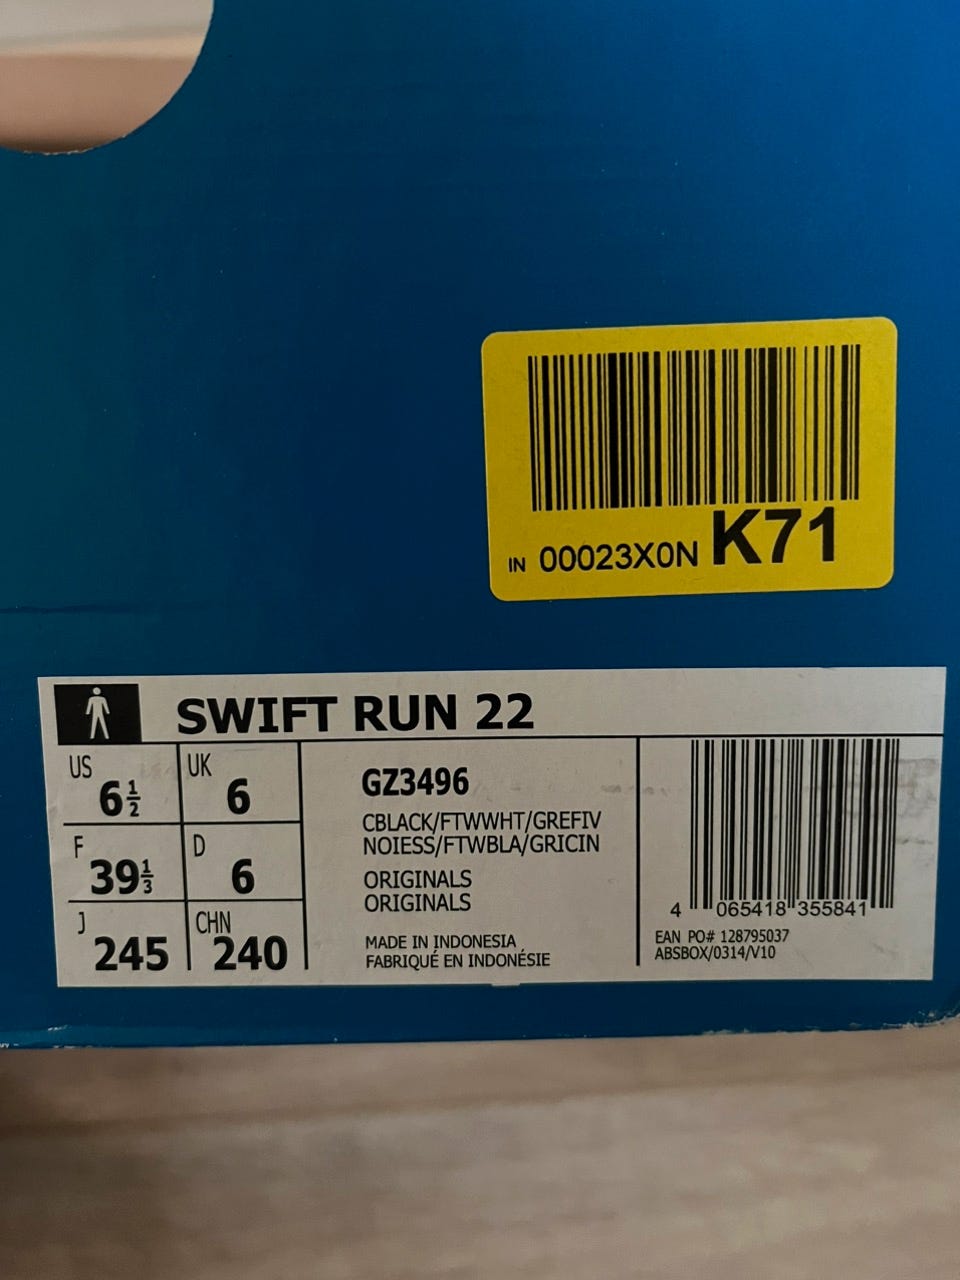 IN 00023X0N K71
SWIFT RUN 22
US 6½
UK 6
F 39⅓
D 6
J 245
CHN 240
GZ3496
CBLACK/FTWWHT/GREFIV
NOIESS/FTWBLA/GRICIN
ORIGINALS
ORIGINALS
MADE IN INDONESIA
FABRIQUÉ EN INDONÉSIE
4 065418 355841
EAN PO# 128795037
ABSBOX/0314/V10